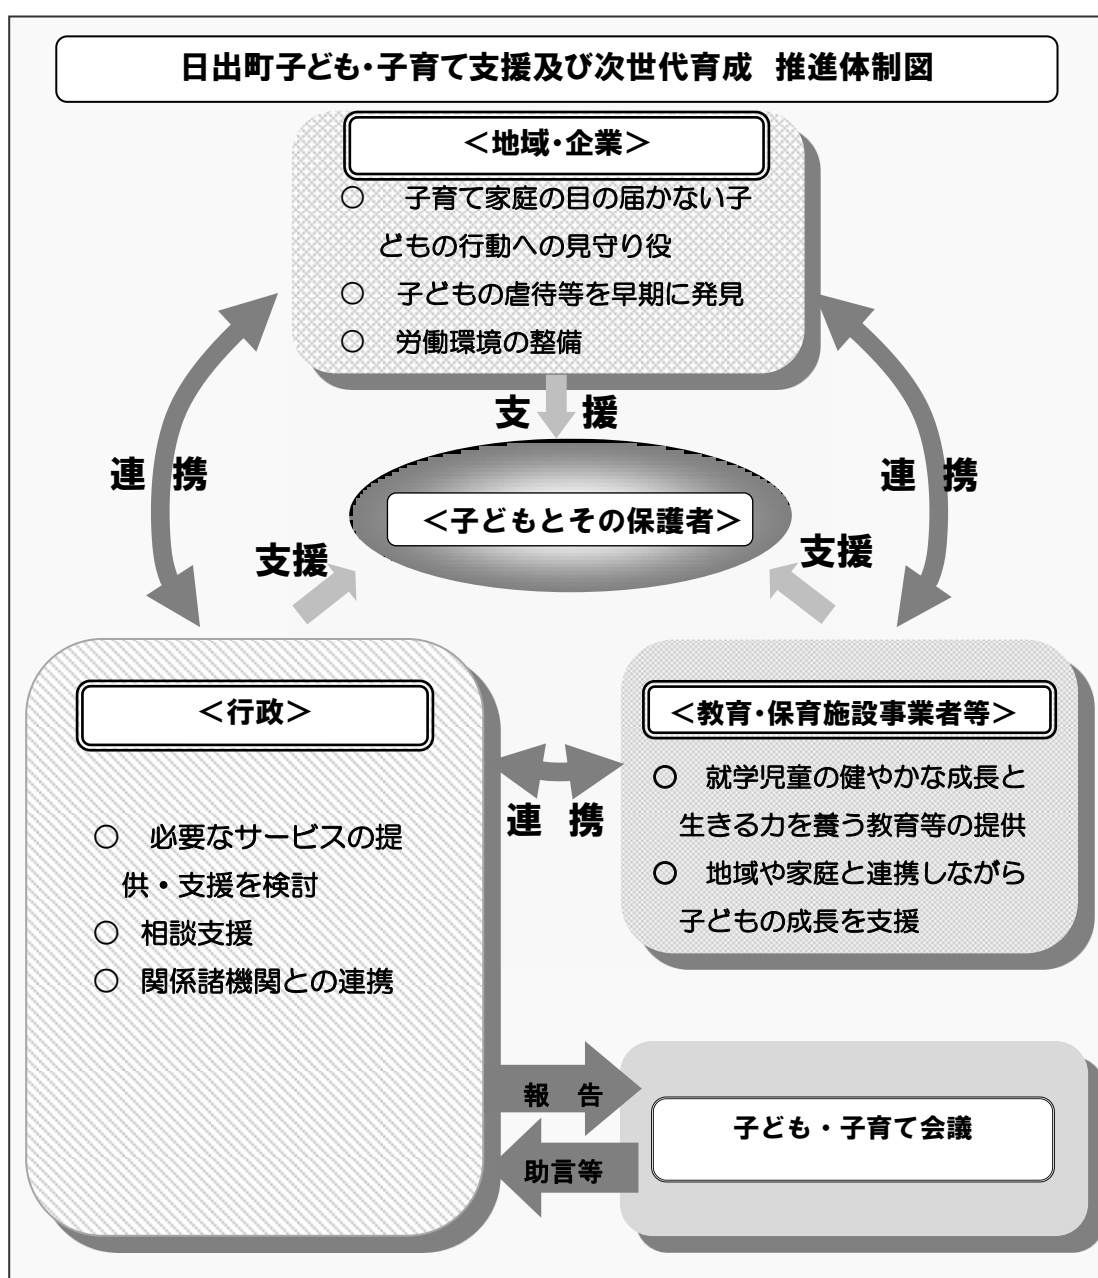 日出町子ども・子育て支援及び次世代育成 推進体制図
＜地域・企業＞
○ 子育て家庭の目の届かない子
どもの行動への見守り役
○ 子どもの虐待等を早期に発見
○ 労働環境の整備
支 援
連 携
連 携
＜子どもとその保護者＞
支援
支援
＜行政＞
○ 必要なサービスの提
供・支援を検討
○ 相談支援
○ 関係諸機関との連携
連 携
＜教育・保育施設事業者等＞
○ 就学児童の健やかな成長と
生きる力を養う教育等の提供
○ 地域や家庭と連携しながら
子どもの成長を支援
報 告
助言等
子ども・子育て会議